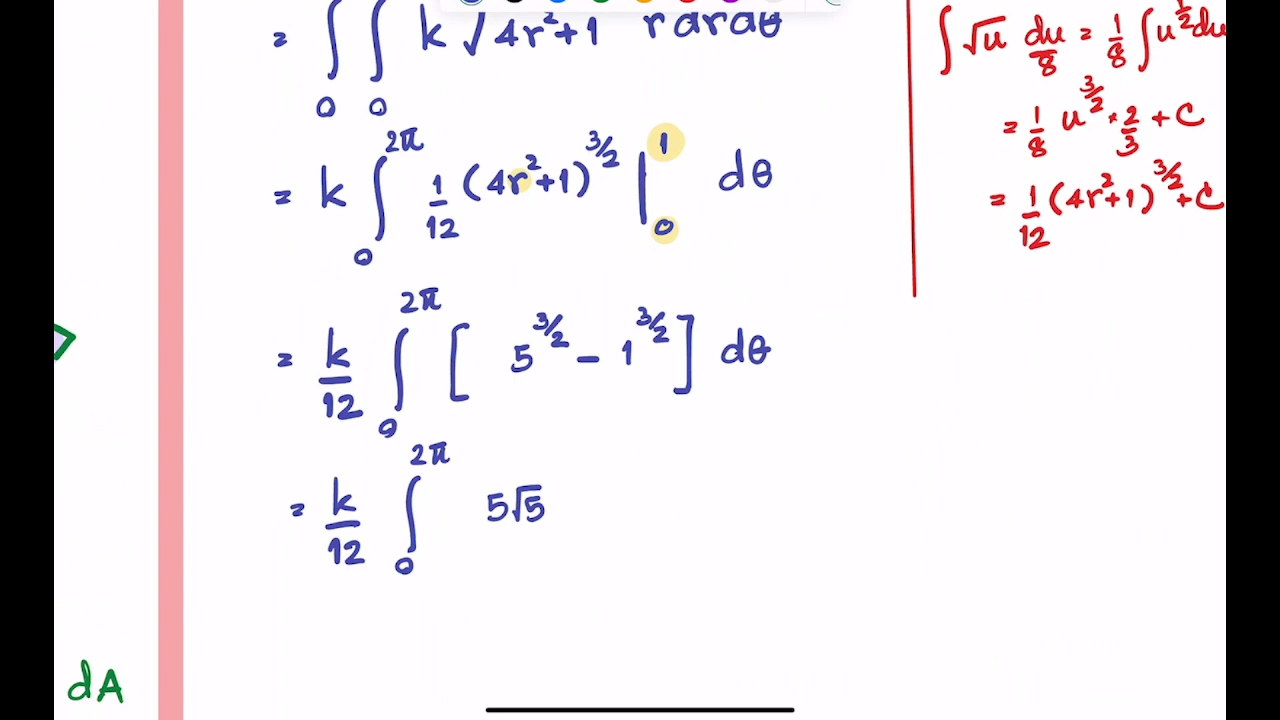 = ∫₀ ∫₀ k √4r²+1 r dr dθ
= k ∫₀^2π 1/12 (4r²+1)^3/2 |₀¹ dθ
= k/12 ∫₀^2π [ 5^3/2 - 1^3/2 ] dθ
= k/12 ∫₀^2π 5√5
∫ √u du/8 = 1/8 ∫ u^1/2 du
= 1/8 u^3/2 · 2/3 + C
= 1/12 (4r²+1)^3/2 + C
dA